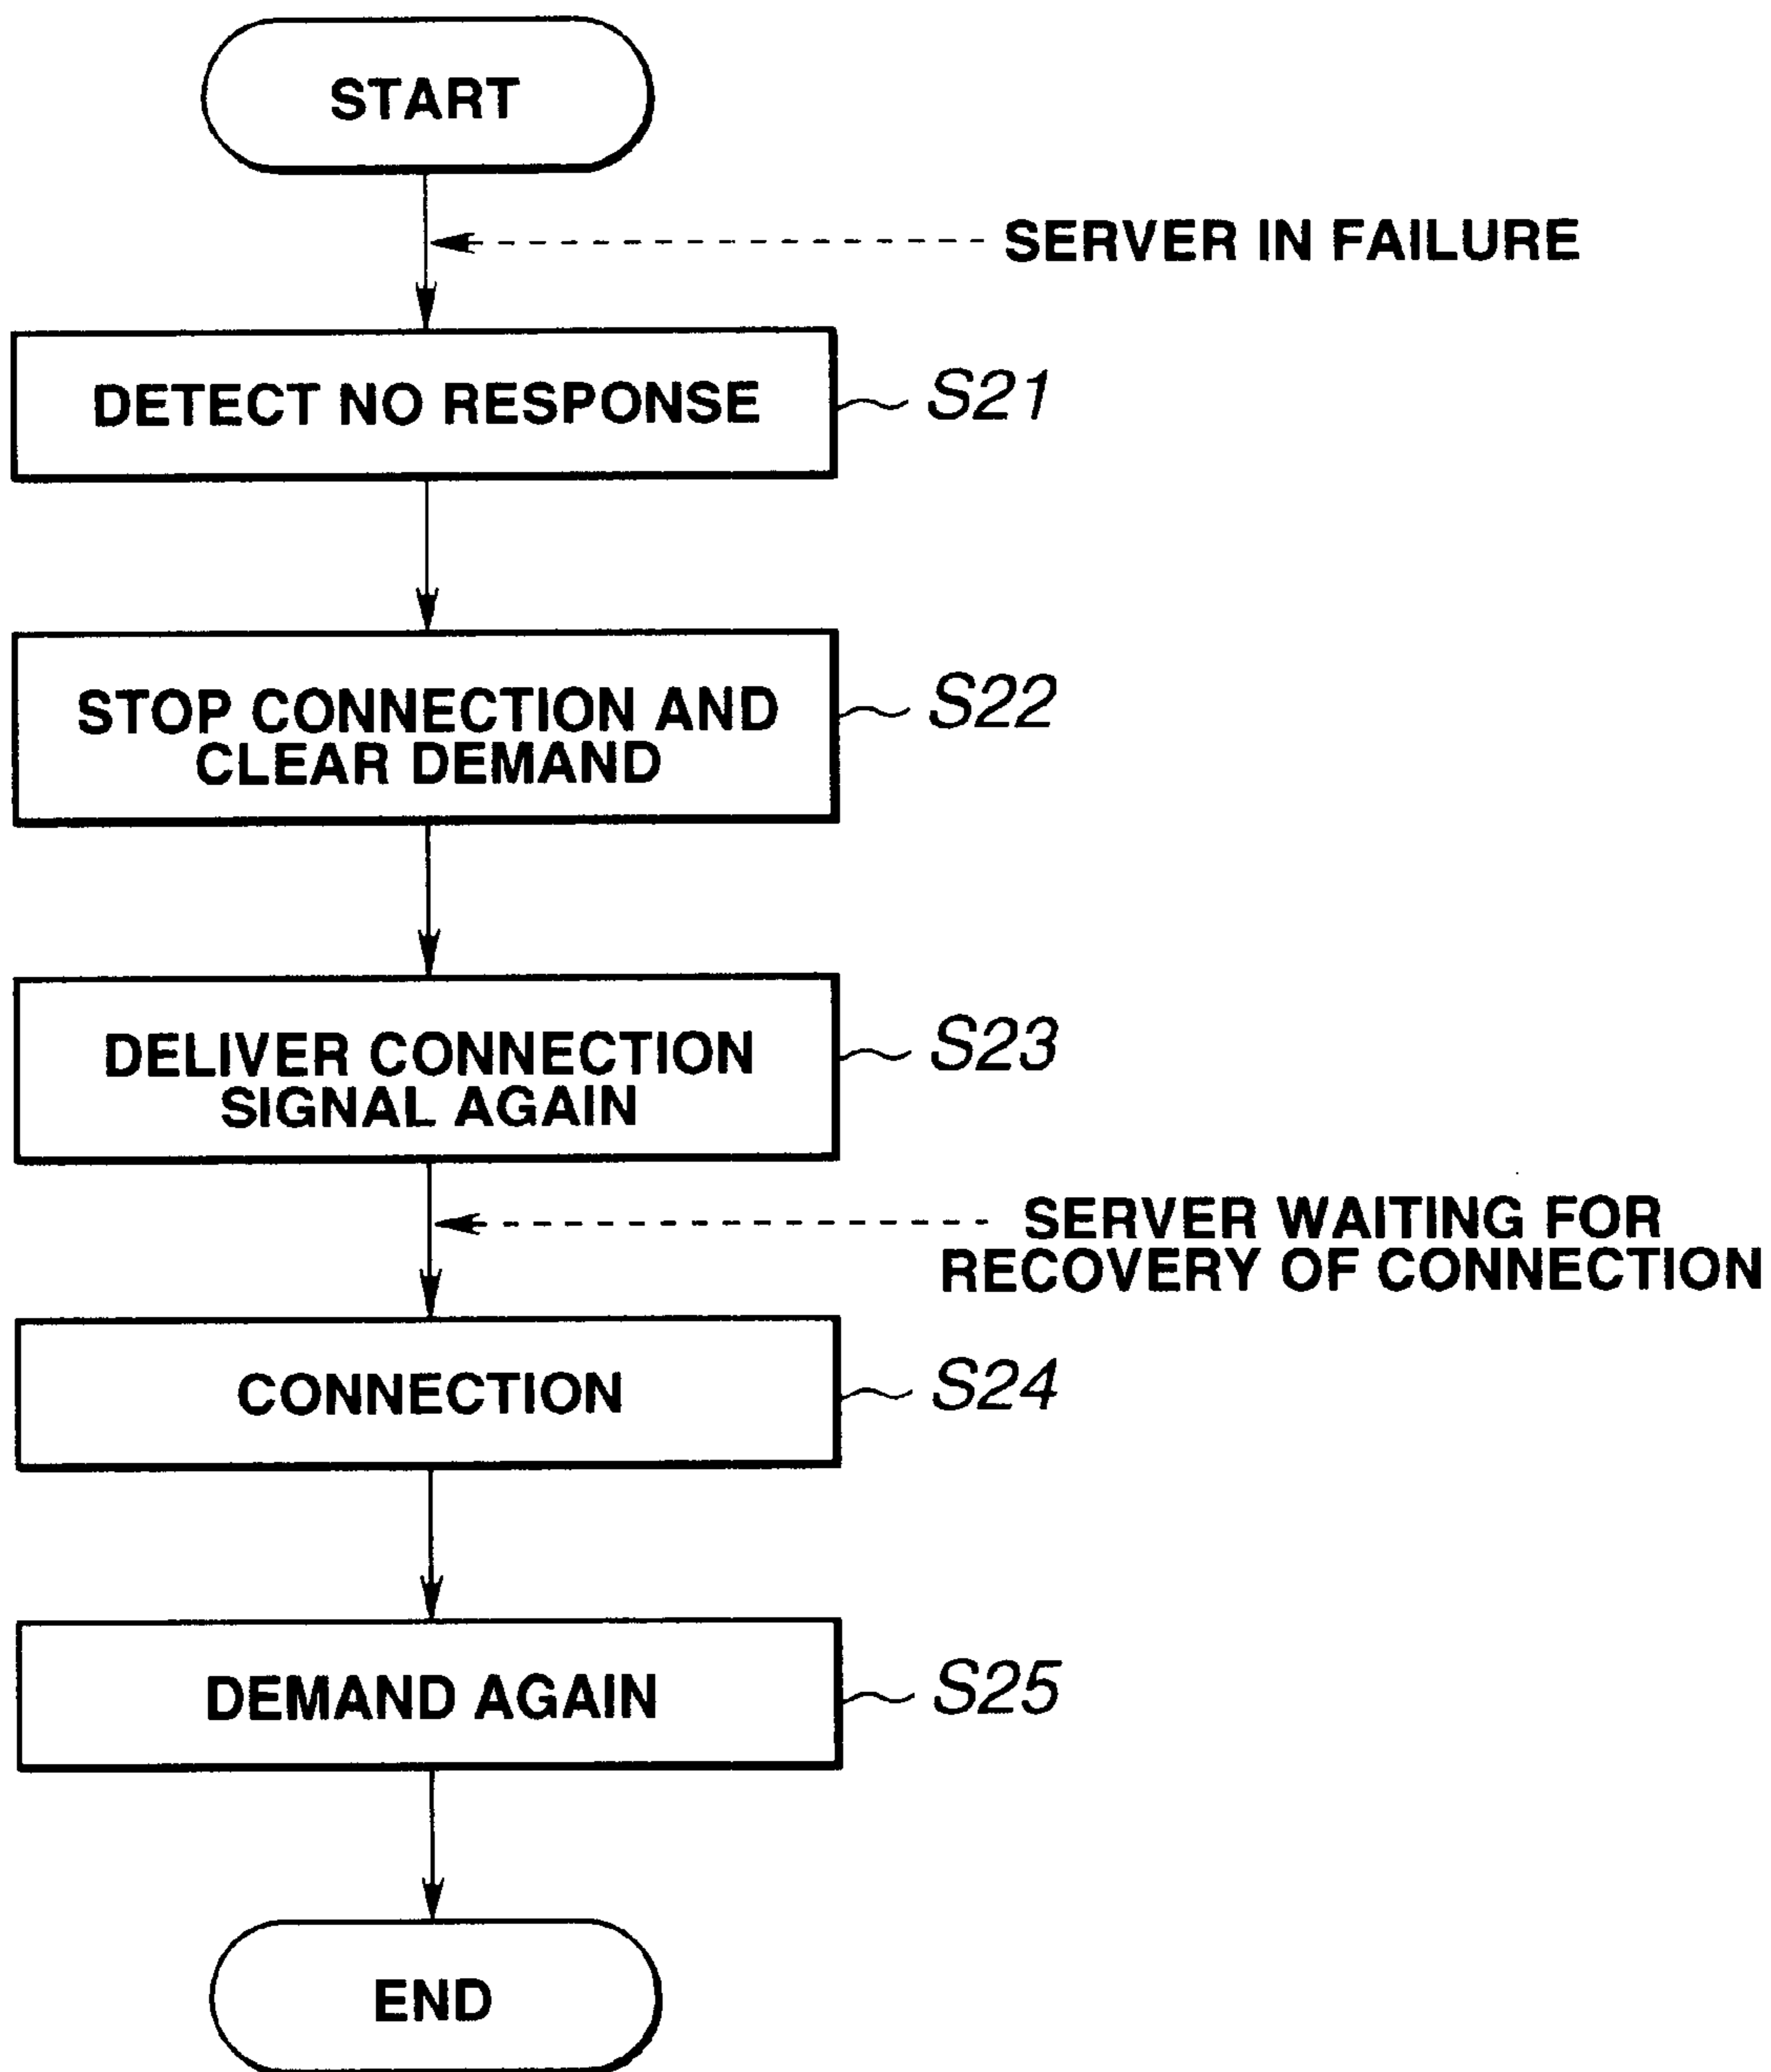 START
SERVER IN FAILURE
DETECT NO RESPONSE
S21
STOP CONNECTION AND
CLEAR DEMAND
S22
DELIVER CONNECTION
SIGNAL AGAIN
S23
SERVER WAITING FOR
RECOVERY OF CONNECTION
CONNECTION
S24
DEMAND AGAIN
S25
END